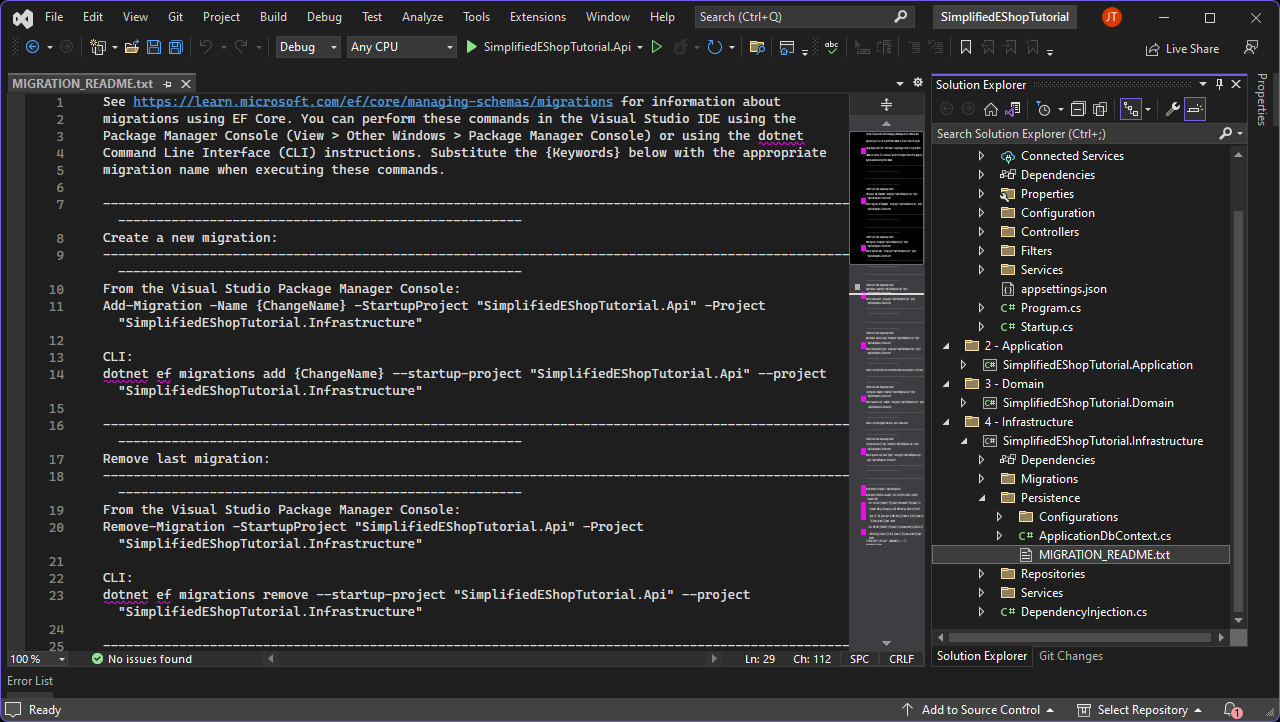 File Edit View Git Project Build Debug Test Analyze Tools Extensions Window Help Search (Ctrl+Q) SimplifiedEShopTutorial JT
Debug Any CPU SimplifiedEShopTutorial.Api Live Share
MIGRATION_README.txt
1 See https://learn.microsoft.com/ef/core/managing-schemas/migrations for information about
2 migrations using EF Core. You can perform these commands in the Visual Studio IDE using the
3 Package Manager Console (View > Other Windows > Package Manager Console) or using the dotnet
4 Command Line Interface (CLI) instructions. Substitute the {Keywords} below with the appropriate
5 migration name when executing these commands.
6
7 --------------------------------------------------------------------------------------------------
-----------------------------------------------------
8 Create a new migration:
9 --------------------------------------------------------------------------------------------------
-----------------------------------------------------
10 From the Visual Studio Package Manager Console:
11 Add-Migration -Name {ChangeName} -StartupProject "SimplifiedEShopTutorial.Api" -Project
"SimplifiedEShopTutorial.Infrastructure"
12
13 CLI:
14 dotnet ef migrations add {ChangeName} --startup-project "SimplifiedEShopTutorial.Api" --project
"SimplifiedEShopTutorial.Infrastructure"
15
16 --------------------------------------------------------------------------------------------------
-----------------------------------------------------
17 Remove last migration:
18 --------------------------------------------------------------------------------------------------
-----------------------------------------------------
19 From the Visual Studio Package Manager Console:
20 Remove-Migration -StartupProject "SimplifiedEShopTutorial.Api" -Project
"SimplifiedEShopTutorial.Infrastructure"
21
22 CLI:
23 dotnet ef migrations remove --startup-project "SimplifiedEShopTutorial.Api" --project
"SimplifiedEShopTutorial.Infrastructure"
24
25 --------------------------------------------------------------------------------------------------
100 % No issues found Ln: 29 Ch: 112 SPC CRLF
Solution Explorer
Search Solution Explorer (Ctrl+;)
Connected Services
Dependencies
Properties
Configuration
Controllers
Filters
Services
appsettings.json
C# Program.cs
C# Startup.cs
2 - Application
C# SimplifiedEShopTutorial.Application
3 - Domain
C# SimplifiedEShopTutorial.Domain
4 - Infrastructure
C# SimplifiedEShopTutorial.Infrastructure
Dependencies
Migrations
Persistence
Configurations
C# ApplicationDbContext.cs
MIGRATION_README.txt
Repositories
Services
C# DependencyInjection.cs
Solution Explorer Git Changes
Properties
Error List
Ready Add to Source Control Select Repository 1